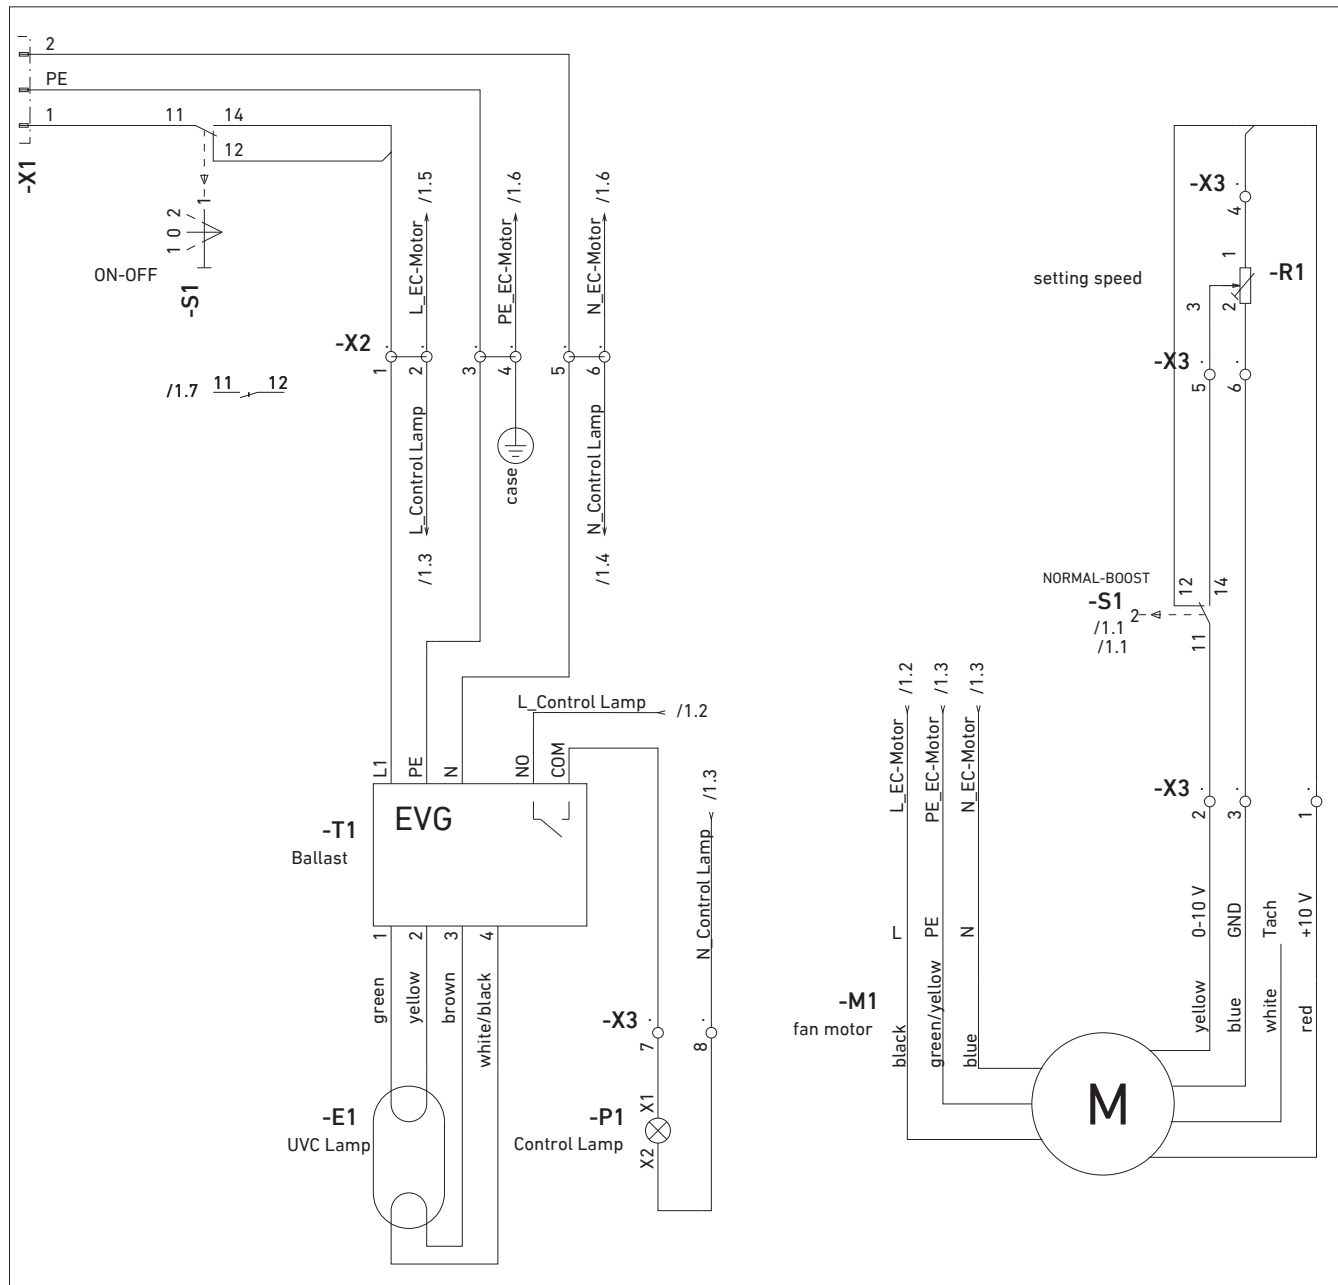 2
PE
1
11
14
12
-X1
1
1 0 2
ON-OFF
-S1
/1.7
11
12
L_EC-Motor
/1.5
PE_EC-Motor
/1.6
N_EC-Motor
/1.6
-X2
1
2
3
4
5
6
L_Control Lamp
/1.3
case
N_Control Lamp
/1.4
L_Control Lamp
/1.2
L1
PE
N
NO
COM
EVG
-T1
Ballast
1
2
3
4
green
yellow
brown
white/black
-E1
UVC Lamp
N_Control Lamp
/1.3
-X3
7
8
-P1
Control Lamp
X1
X2
-X3
4
setting speed
1
-R1
3
2
-X3
5
6
NORMAL-BOOST
12
14
-S1
2
/1.1
/1.1
11
L_EC-Motor
/1.2
PE_EC-Motor
/1.3
N_EC-Motor
/1.3
-X3
2
3
1
L
PE
N
0-10 V
GND
Tach
+10 V
-M1
fan motor
black
green/yellow
blue
yellow
blue
white
red
M